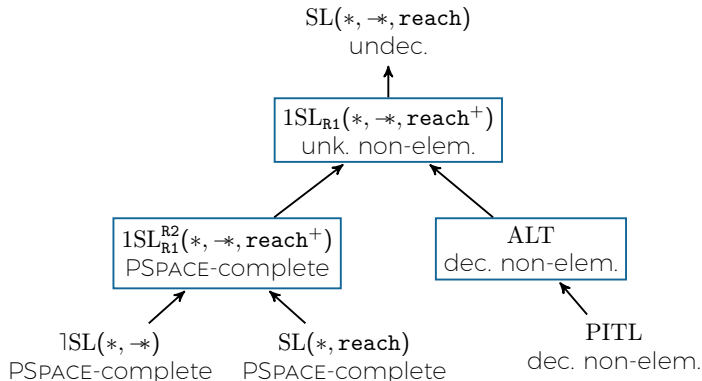 SL(∗, −∗, reach)
undec.
1SL_R1(∗, −∗, reach⁺)
unk. non-elem.
1SL^R2_R1(∗, −∗, reach⁺)
PSPACE-complete
ALT
dec. non-elem.
1SL(∗, −∗)
PSPACE-complete
SL(∗, reach)
PSPACE-complete
PITL
dec. non-elem.